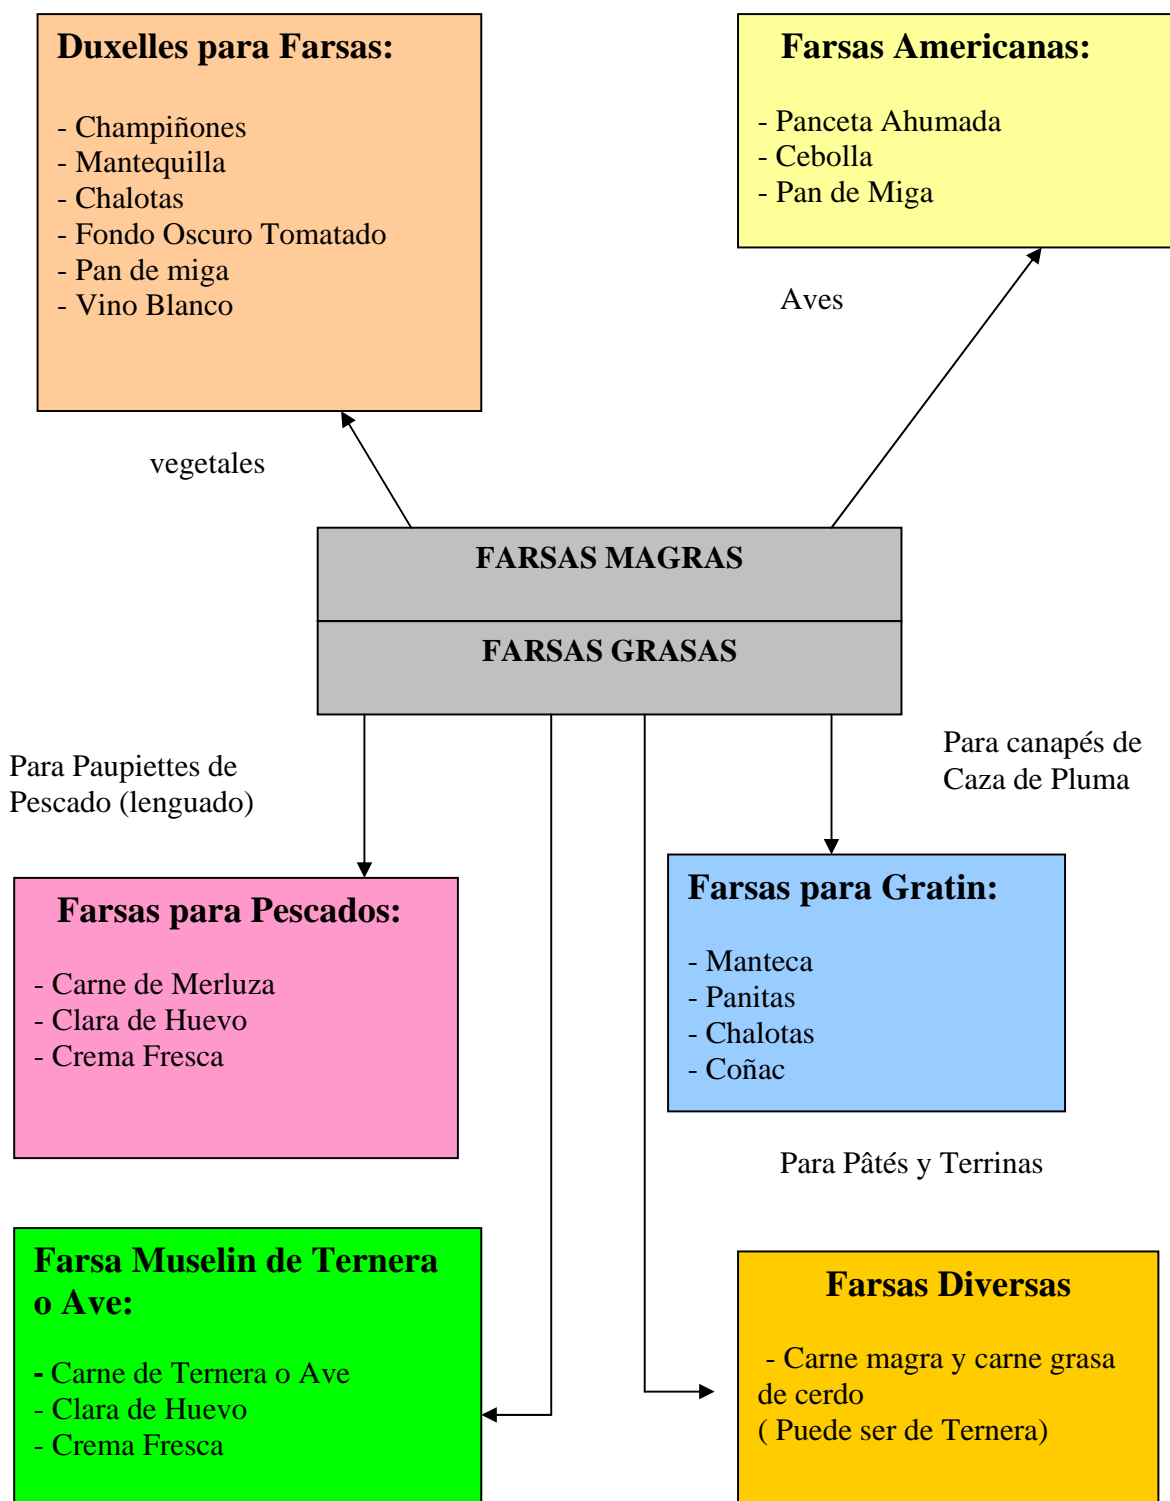 Duxelles para Farsas:
- Champiñones
- Mantequilla
- Chalotas
- Fondo Oscuro Tomatado
- Pan de miga
- Vino Blanco
Farsas Americanas:
- Panceta Ahumada
- Cebolla
- Pan de Miga
Aves
vegetales
FARSAS MAGRAS
FARSAS GRASAS
Para Paupiettes de
Pescado (lenguado)
Para canapés de
Caza de Pluma
Farsas para Pescados:
- Carne de Merluza
- Clara de Huevo
- Crema Fresca
Farsas para Gratin:
- Manteca
- Panitas
- Chalotas
- Coñac
Para Pâtés y Terrinas
Farsa Muselin de Ternera
o Ave:
- Carne de Ternera o Ave
- Clara de Huevo
- Crema Fresca
Farsas Diversas
- Carne magra y carne grasa
de cerdo
( Puede ser de Ternera)